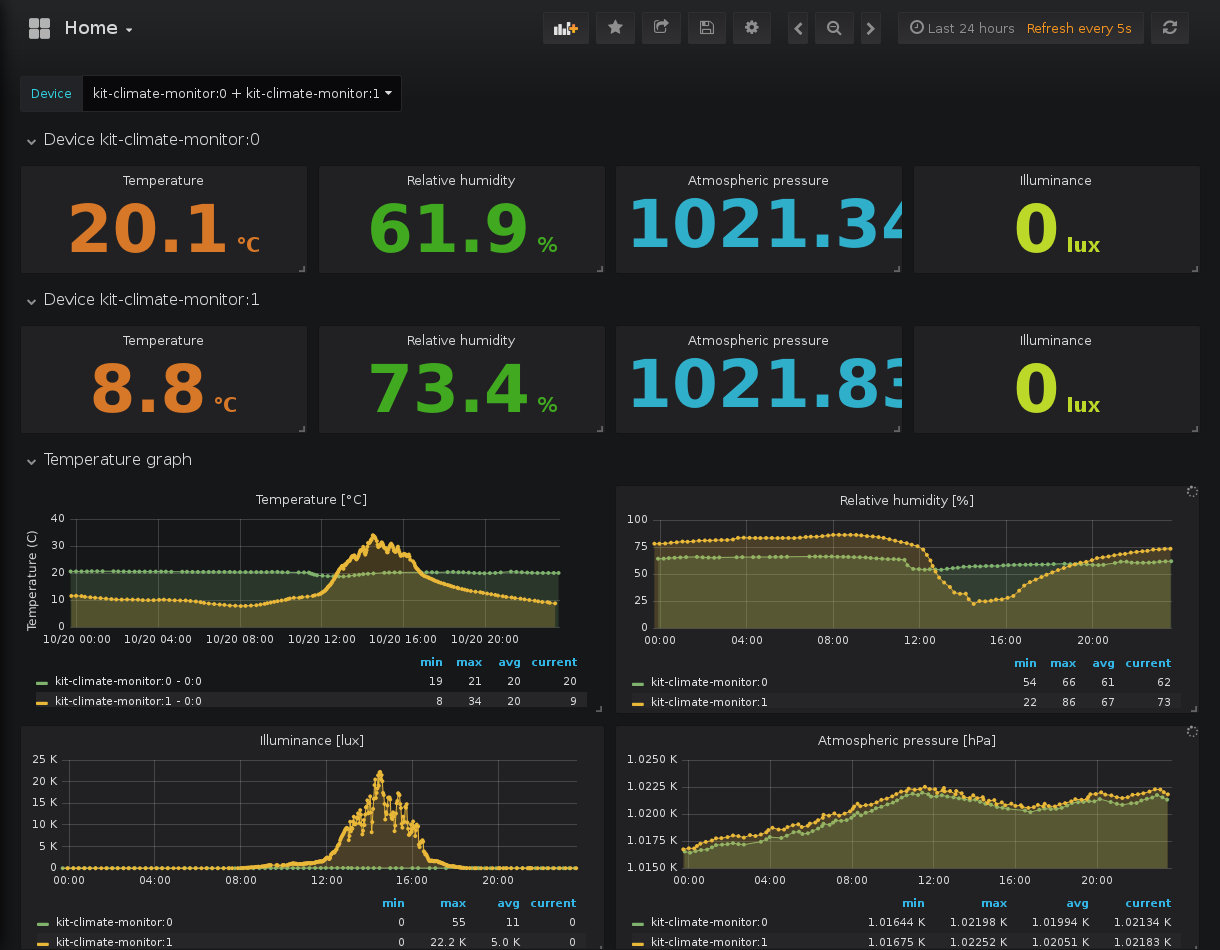 Home
Last 24 hours Refresh every 5s
Device kit-climate-monitor:0 + kit-climate-monitor:1
Device kit-climate-monitor:0
Temperature Relative humidity Atmospheric pressure Illuminance
20.1 °C 61.9 % 1021.34 0 lux
Device kit-climate-monitor:1
Temperature Relative humidity Atmospheric pressure Illuminance
8.8 °C 73.4 % 1021.83 0 lux
Temperature graph
Temperature [°C]
Temperature (C)
40
30
20
10
0
10/20 00:00 10/20 04:00 10/20 08:00 10/20 12:00 10/20 16:00 10/20 20:00
min max avg current
kit-climate-monitor:0 - 0:0 19 21 20 20
kit-climate-monitor:1 - 0:0 8 34 20 9
Relative humidity [%]
100
75
50
25
0
00:00 04:00 08:00 12:00 16:00 20:00
min max avg current
kit-climate-monitor:0 54 66 61 62
kit-climate-monitor:1 22 86 67 73
Illuminance [lux]
25 K
20 K
15 K
10 K
5 K
0
00:00 04:00 08:00 12:00 16:00 20:00
min max avg current
kit-climate-monitor:0 0 55 11 0
kit-climate-monitor:1 0 22.2 K 5.0 K 0
Atmospheric pressure [hPa]
1.0250 K
1.0225 K
1.0200 K
1.0175 K
1.0150 K
00:00 04:00 08:00 12:00 16:00 20:00
min max avg current
kit-climate-monitor:0 1.01644 K 1.02198 K 1.01994 K 1.02134 K
kit-climate-monitor:1 1.01675 K 1.02252 K 1.02051 K 1.02183 K